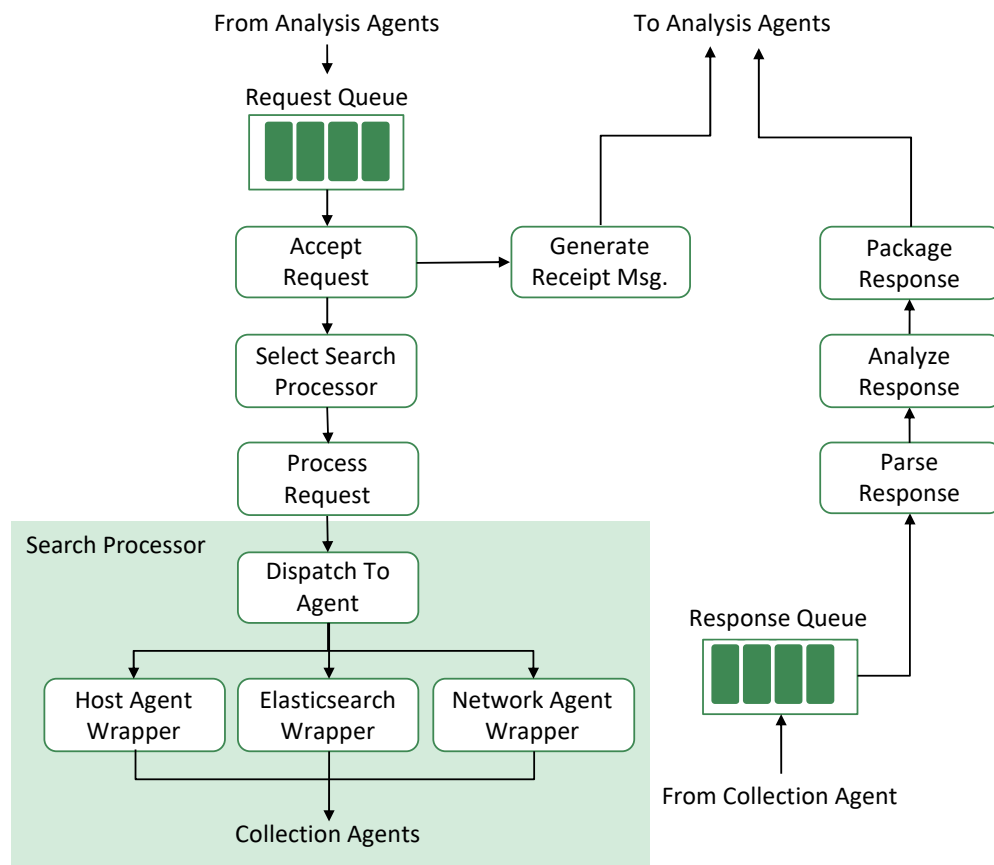 From Analysis Agents
To Analysis Agents
Request Queue
Accept
Request
Generate
Receipt Msg.
Package
Response
Select Search
Processor
Analyze
Response
Process
Request
Parse
Response
Search Processor
Dispatch To
Agent
Response Queue
Host Agent
Wrapper
Elasticsearch
Wrapper
Network Agent
Wrapper
From Collection Agent
Collection Agents